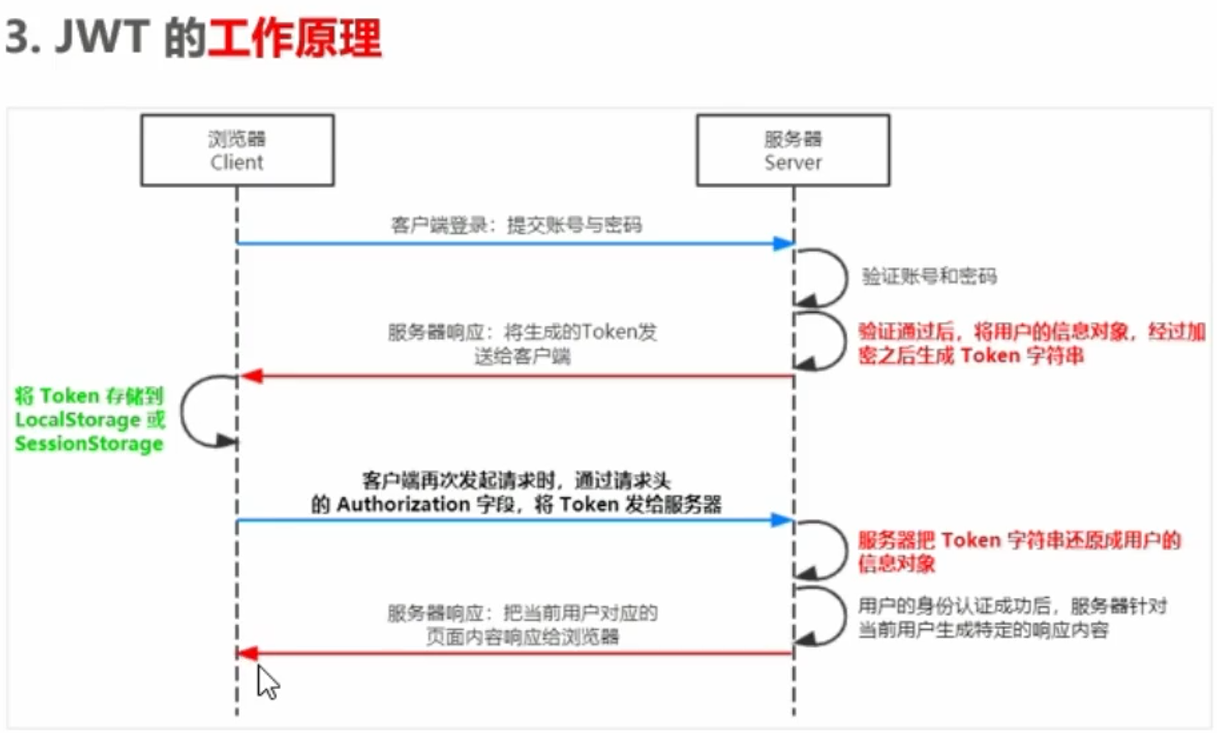 3. JWT 的工作原理
浏览器
Client
服务器
Server
客户端登录：提交账号与密码
验证账号和密码
服务器响应：将生成的Token发
送给客户端
验证通过后，将用户的信息对象，经过加
密之后生成 Token 字符串
将 Token 存储到
LocalStorage 或
SessionStorage
客户端再次发起请求时，通过请求头
的 Authorization 字段，将 Token 发给服务器
服务器把 Token 字符串还原成用户的
信息对象
用户的身份认证成功后，服务器针对
当前用户生成特定的响应内容
服务器响应：把当前用户对应的
页面内容响应给浏览器